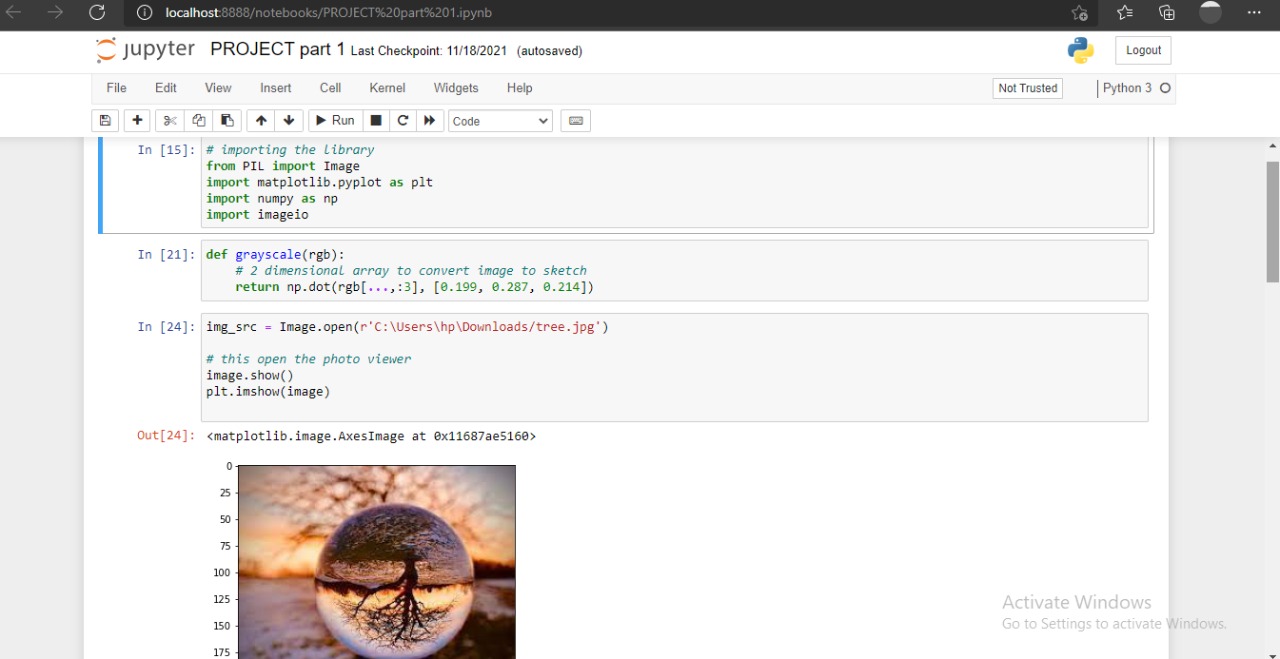 localhost:8888/notebooks/PROJECT%20part%201.ipynb
jupyter PROJECT part 1 Last Checkpoint: 11/18/2021 (autosaved)
Logout
File Edit View Insert Cell Kernel Widgets Help
Not Trusted
Python 3
Run
Code
In [15]: # importing the library
from PIL import Image
import matplotlib.pyplot as plt
import numpy as np
import imageio
In [21]: def grayscale(rgb):
# 2 dimensional array to convert image to sketch
return np.dot(rgb[...,:3], [0.199, 0.287, 0.214])
In [24]: img_src = Image.open(r'C:\Users\hp\Downloads/tree.jpg')
# this open the photo viewer
image.show()
plt.imshow(image)
Out[24]: <matplotlib.image.AxesImage at 0x11687ae5160>
0
25
50
75
100
125
150
175
Activate Windows
Go to Settings to activate Windows.